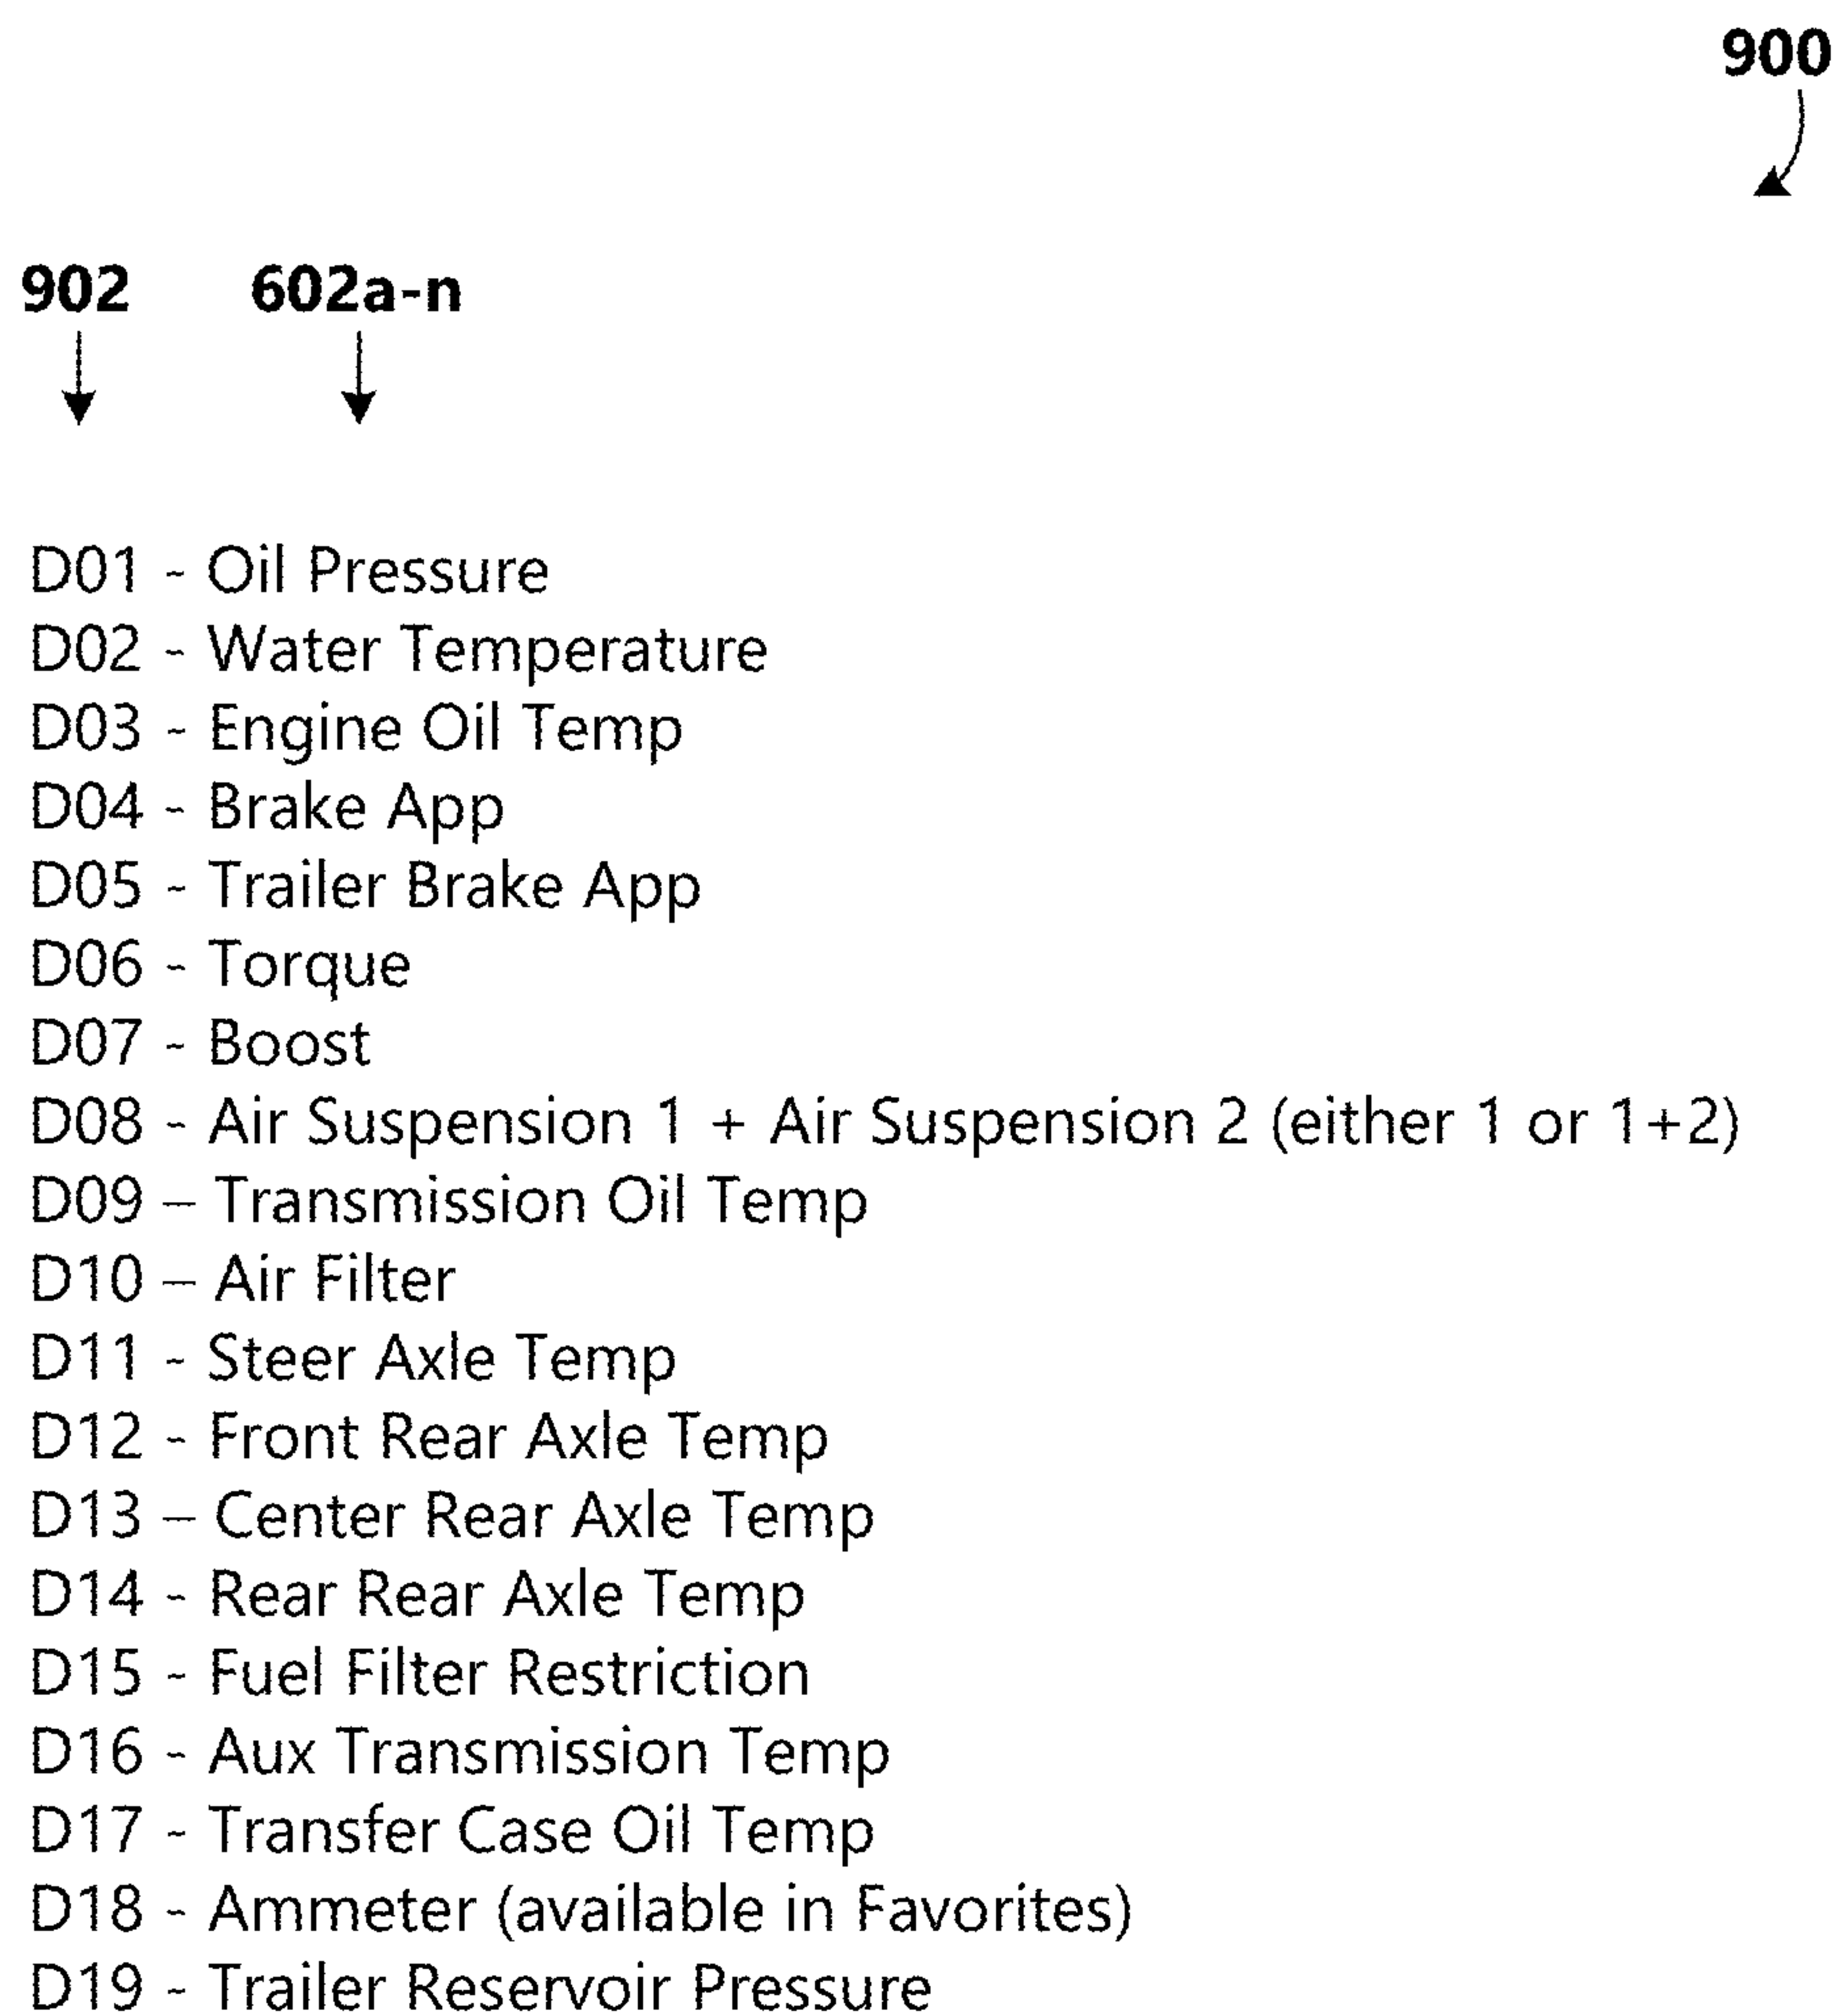 900
902 602a-n
D01 - Oil Pressure
D02 - Water Temperature
D03 - Engine Oil Temp
D04 - Brake App
D05 - Trailer Brake App
D06 - Torque
D07 - Boost
D08 - Air Suspension 1 + Air Suspension 2 (either 1 or 1+2)
D09 – Transmission Oil Temp
D10 – Air Filter
D11 - Steer Axle Temp
D12 - Front Rear Axle Temp
D13 – Center Rear Axle Temp
D14 - Rear Rear Axle Temp
D15 - Fuel Filter Restriction
D16 - Aux Transmission Temp
D17 - Transfer Case Oil Temp
D18 - Ammeter (available in Favorites)
D19 - Trailer Reservoir Pressure